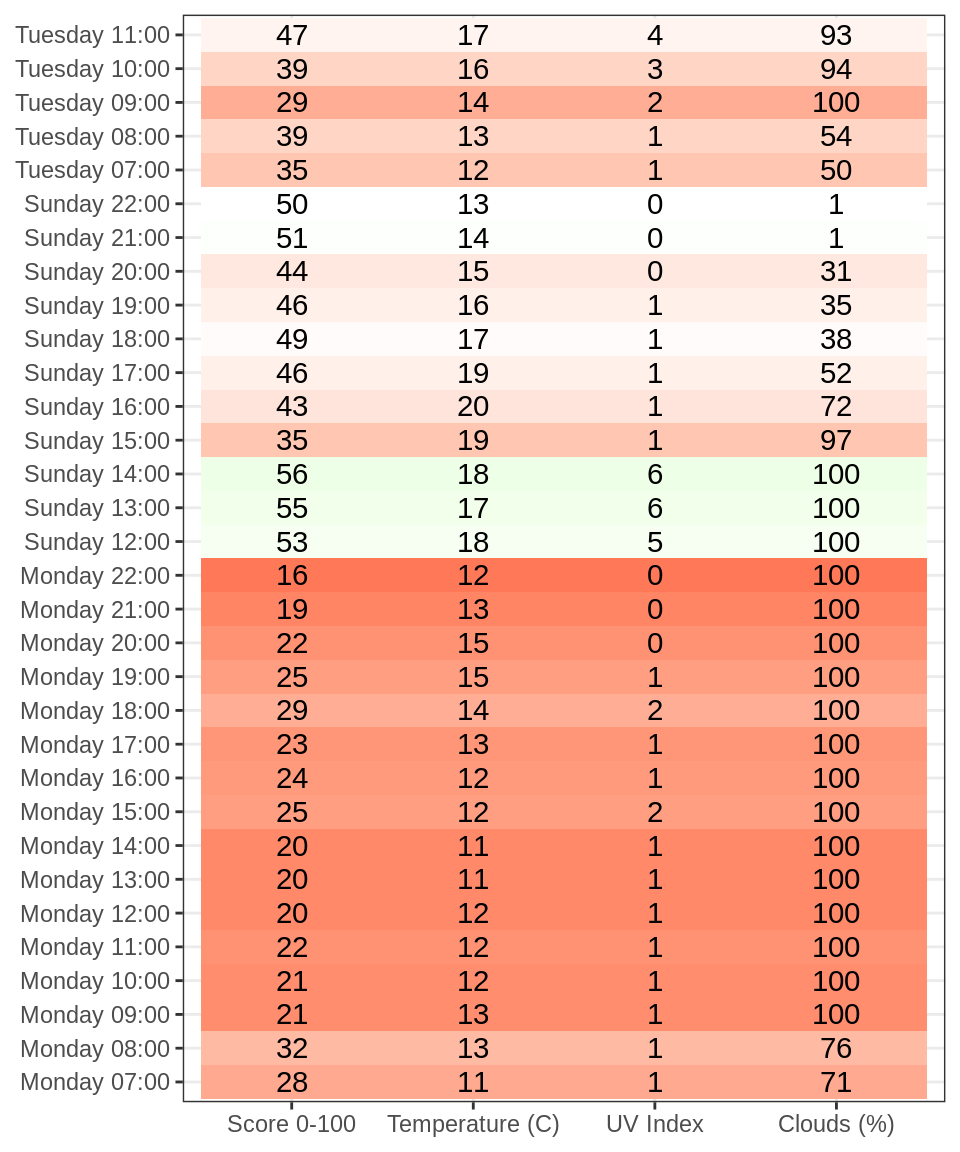 Tuesday 11:00 47 17 4 93
Tuesday 10:00 39 16 3 94
Tuesday 09:00 29 14 2 100
Tuesday 08:00 39 13 1 54
Tuesday 07:00 35 12 1 50
Sunday 22:00 50 13 0 1
Sunday 21:00 51 14 0 1
Sunday 20:00 44 15 0 31
Sunday 19:00 46 16 1 35
Sunday 18:00 49 17 1 38
Sunday 17:00 46 19 1 52
Sunday 16:00 43 20 1 72
Sunday 15:00 35 19 1 97
Sunday 14:00 56 18 6 100
Sunday 13:00 55 17 6 100
Sunday 12:00 53 18 5 100
Monday 22:00 16 12 0 100
Monday 21:00 19 13 0 100
Monday 20:00 22 15 0 100
Monday 19:00 25 15 1 100
Monday 18:00 29 14 2 100
Monday 17:00 23 13 1 100
Monday 16:00 24 12 1 100
Monday 15:00 25 12 2 100
Monday 14:00 20 11 1 100
Monday 13:00 20 11 1 100
Monday 12:00 20 12 1 100
Monday 11:00 22 12 1 100
Monday 10:00 21 12 1 100
Monday 09:00 21 13 1 100
Monday 08:00 32 13 1 76
Monday 07:00 28 11 1 71
Score 0-100 Temperature (C) UV Index Clouds (%)